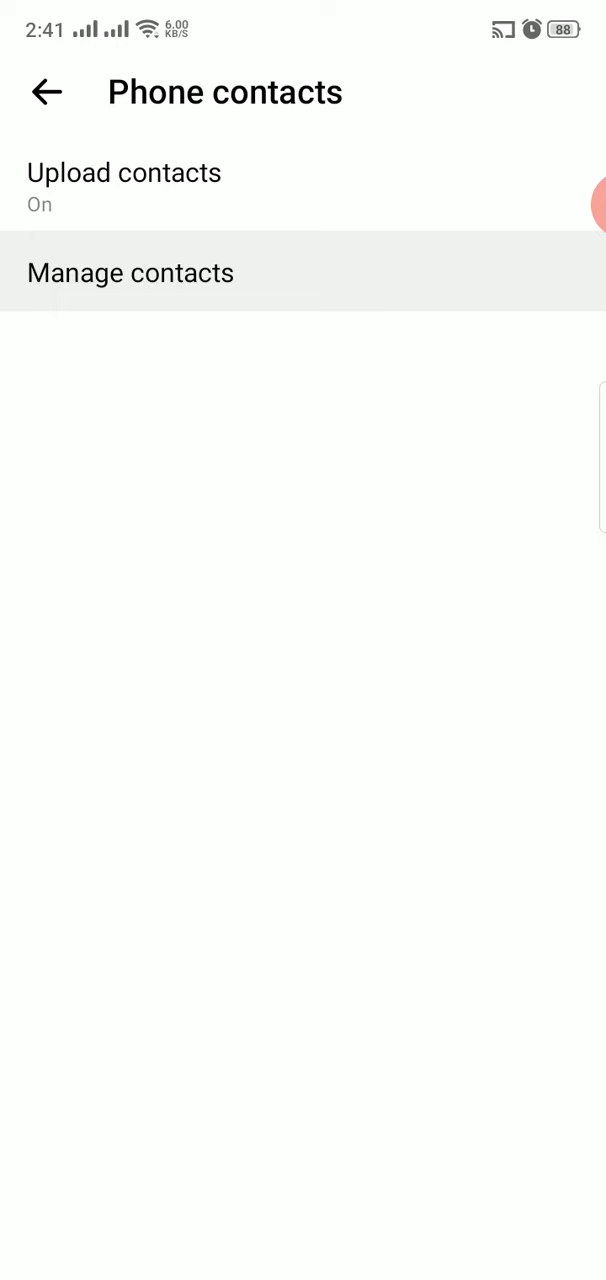 2:41 6.00 KB/S 88
Phone contacts
Upload contacts
On
Manage contacts